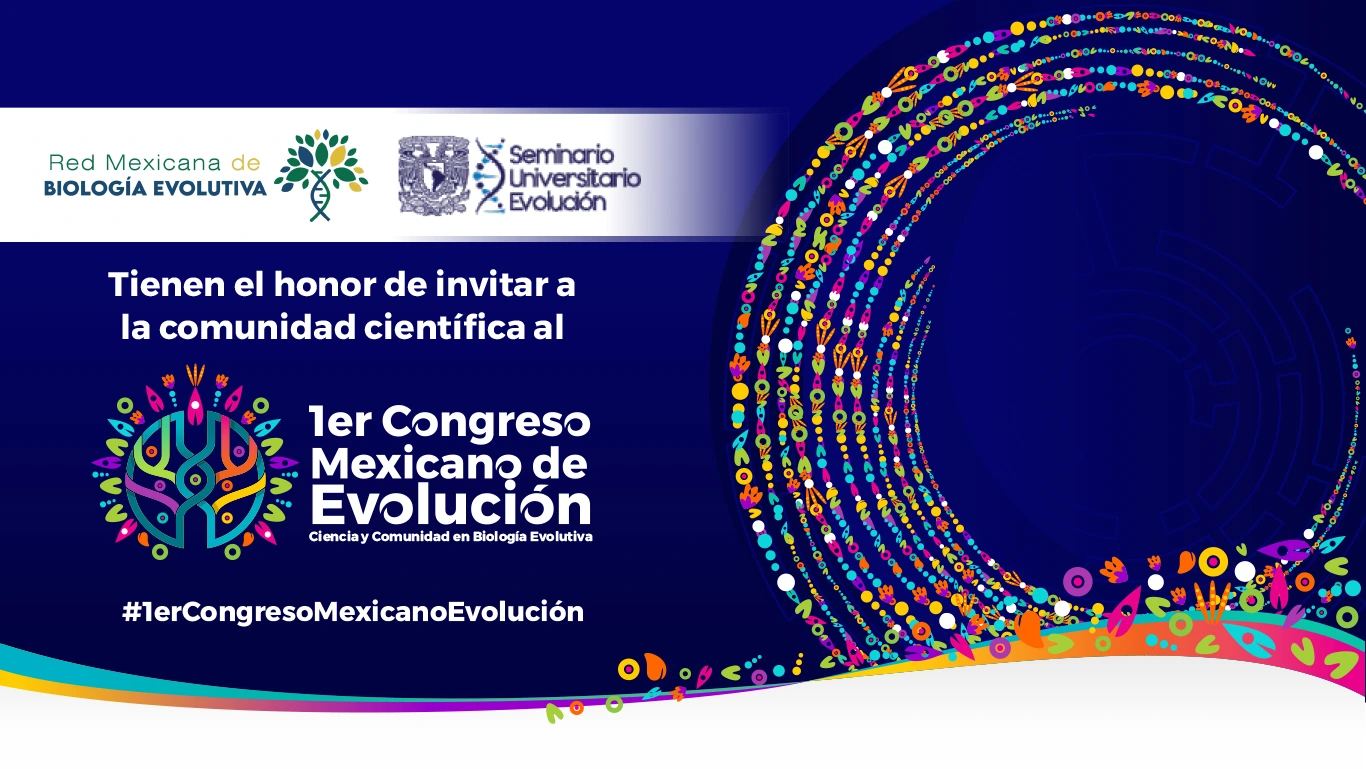 Red Mexicana de
BIOLOGÍA EVOLUTIVA
Seminario
Universitario
Evolución
Tienen el honor de invitar a
la comunidad científica al
1er Congreso
Mexicano de
Evolución
Ciencia y Comunidad en Biología Evolutiva
#1erCongresoMexicanoEvolución